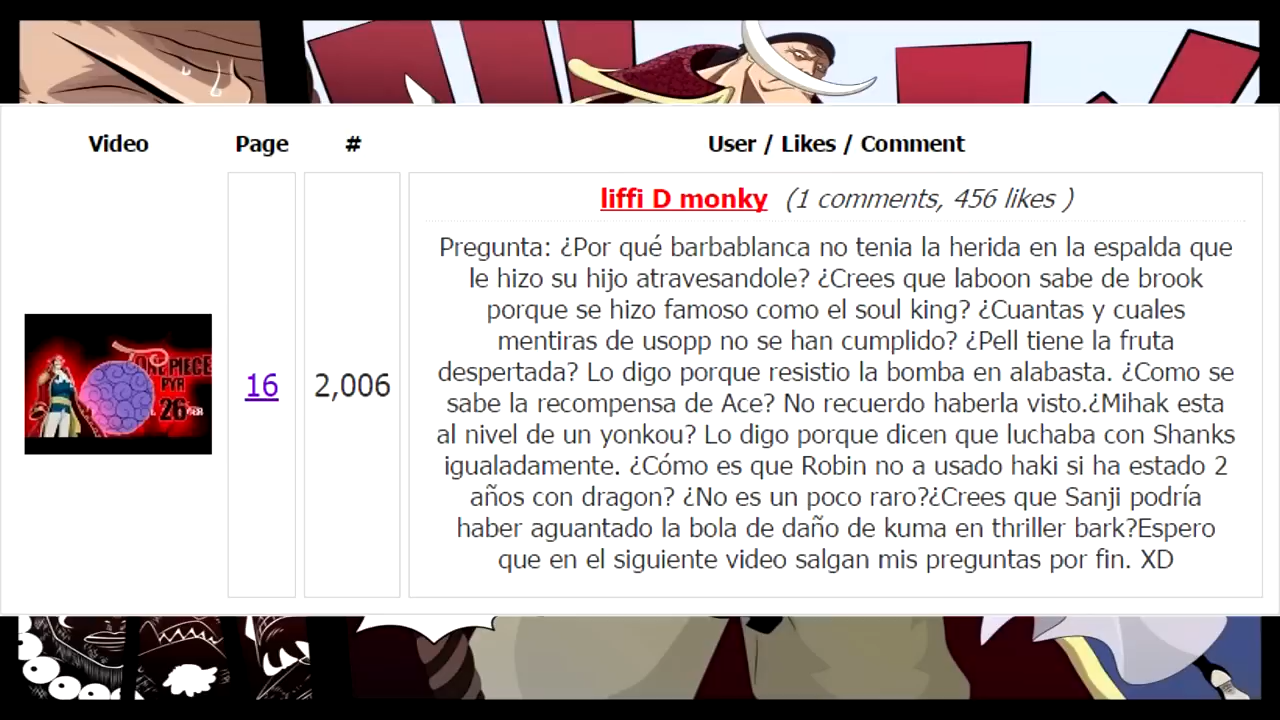 Video Page # User / Likes / Comment
liffi D monky (1 comments, 456 likes )
Pregunta: ¿Por qué barbablanca no tenia la herida en la espalda que
le hizo su hijo atravesandole? ¿Crees que laboon sabe de brook
porque se hizo famoso como el soul king? ¿Cuantas y cuales
mentiras de usopp no se han cumplido? ¿Pell tiene la fruta
despertada? Lo digo porque resistio la bomba en alabasta. ¿Como se
sabe la recompensa de Ace? No recuerdo haberla visto.¿Mihak esta
al nivel de un yonkou? Lo digo porque dicen que luchaba con Shanks
igualadamente. ¿Cómo es que Robin no a usado haki si ha estado 2
años con dragon? ¿No es un poco raro?¿Crees que Sanji podría
haber aguantado la bola de daño de kuma en thriller bark?Espero
que en el siguiente video salgan mis preguntas por fin. XD
16 2,006
ONE PIECE
PYR
26